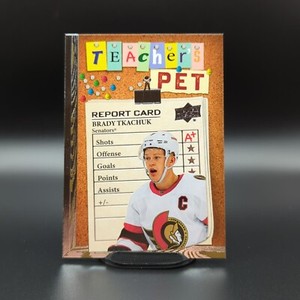 TEACHER'S
PET
REPORT CARD
BRADY TKACHUK
Senators®
Shots A+
Offense
Goals
Points
Assists
+/-
C